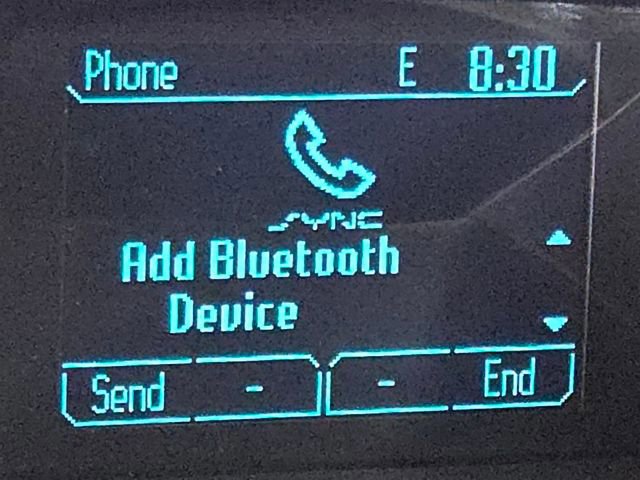 Phone E 8:30
SYNC
Add Bluetooth
Device
Send - - End